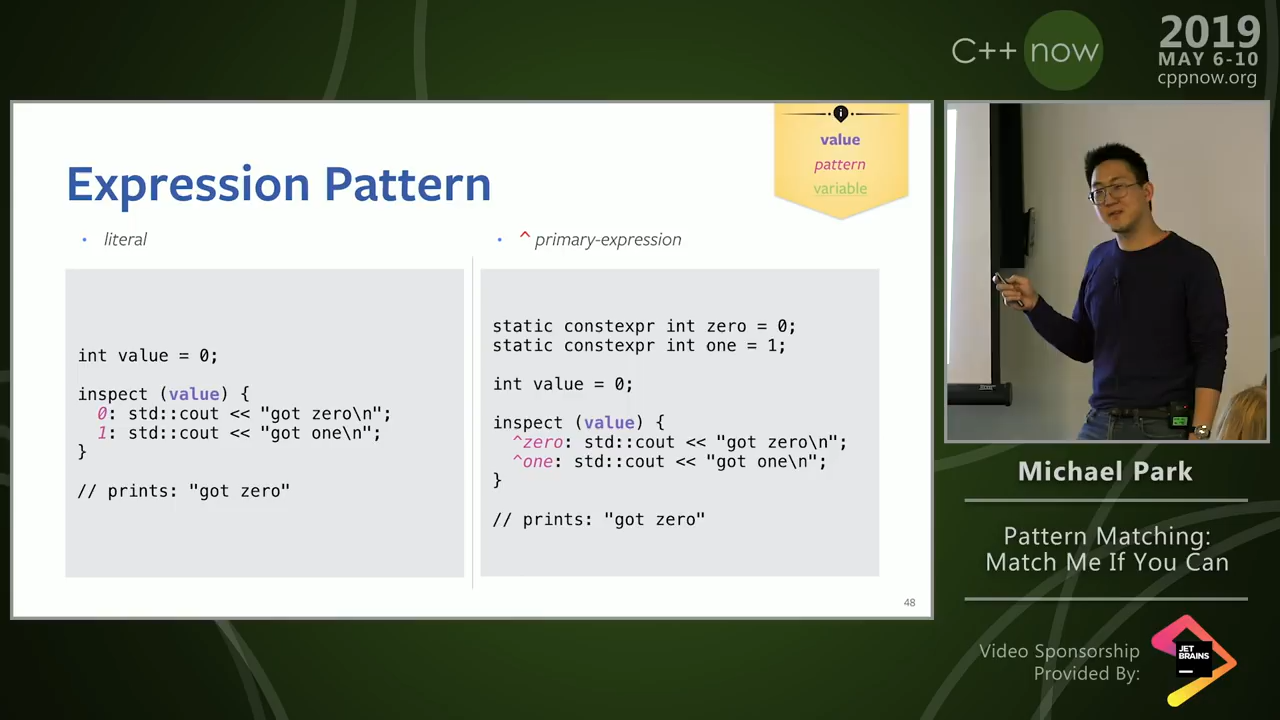 C++ now
2019
MAY 6-10
cppnow.org
i
value
pattern
variable
Expression Pattern
• literal
int value = 0;
inspect (value) {
0: std::cout << "got zero\n";
1: std::cout << "got one\n";
}
// prints: "got zero"
• ^ primary-expression
static constexpr int zero = 0;
static constexpr int one = 1;
int value = 0;
inspect (value) {
^zero: std::cout << "got zero\n";
^one: std::cout << "got one\n";
}
// prints: "got zero"
48
Michael Park
Pattern Matching:
Match Me If You Can
Video Sponsorship
Provided By:
JET
BRAINS